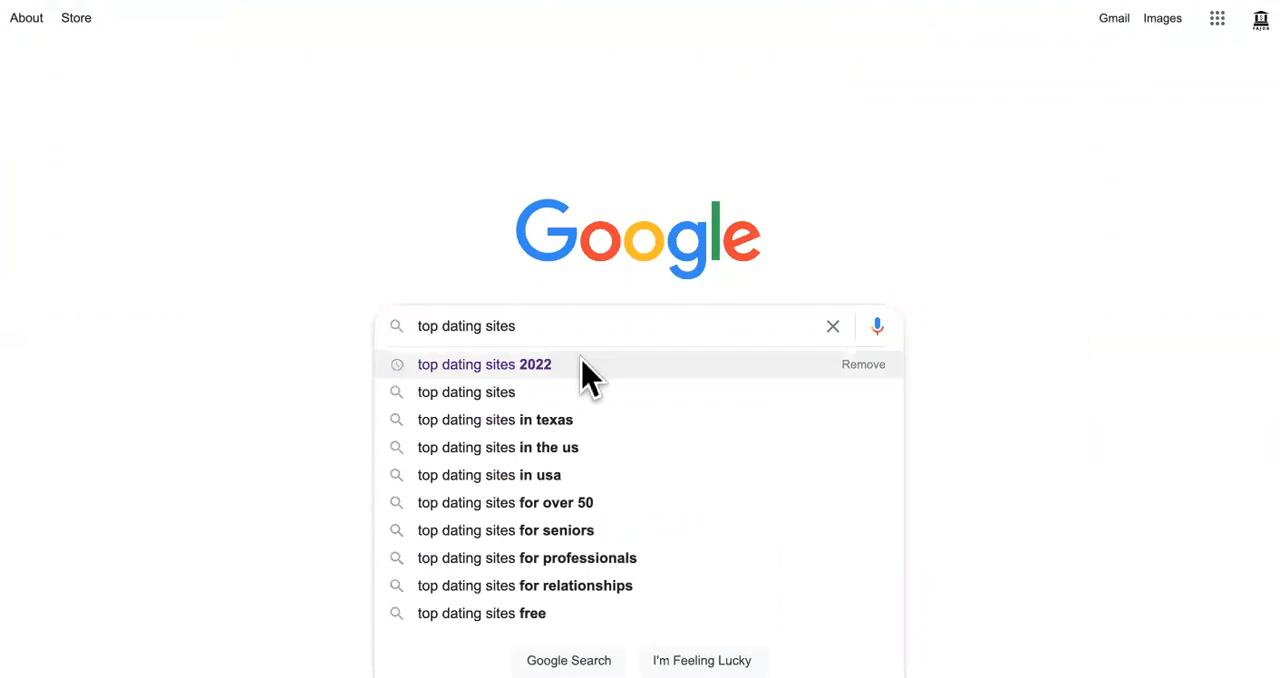 About Store Gmail Images
Google
top dating sites
top dating sites 2022 Remove
top dating sites
top dating sites in texas
top dating sites in the us
top dating sites in usa
top dating sites for over 50
top dating sites for seniors
top dating sites for professionals
top dating sites for relationships
top dating sites free
Google Search I'm Feeling Lucky